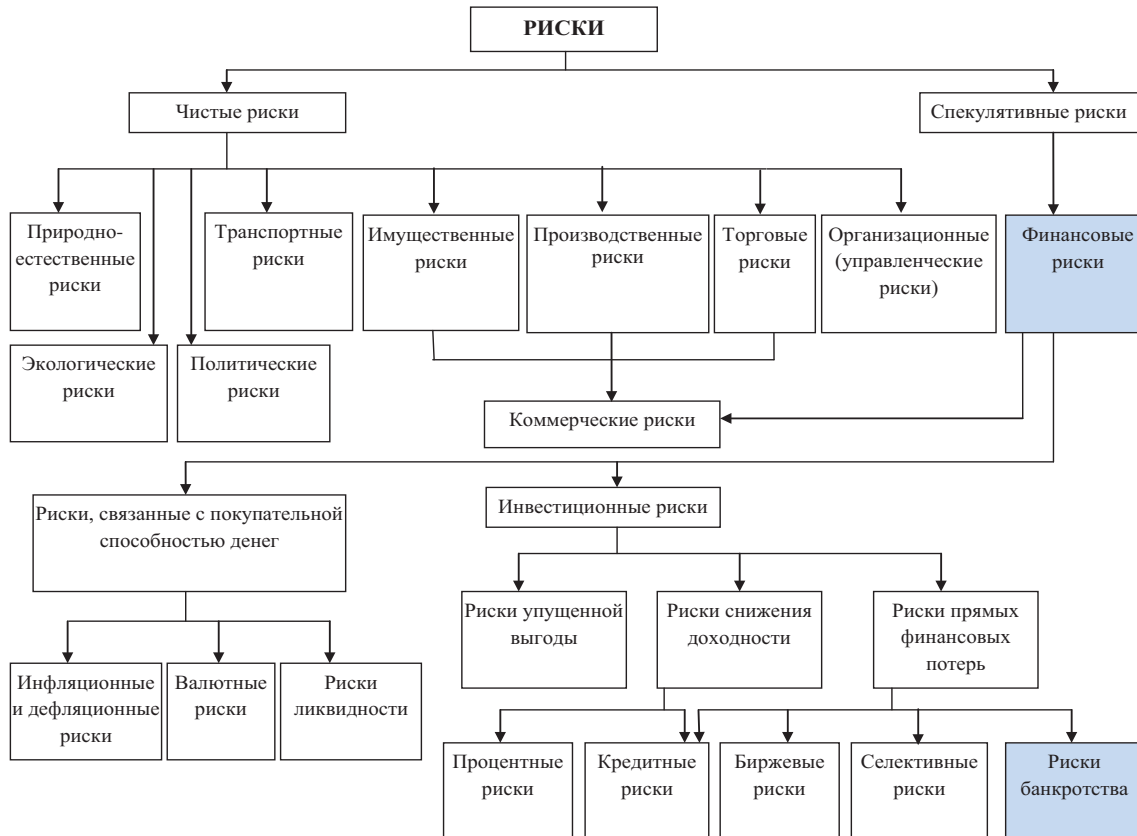 РИСКИ
Чистые риски
Спекулятивные риски
Природно-
естественные
риски
Транспортные
риски
Имущественные
риски
Производственные
риски
Торговые
риски
Организационные
(управленческие
риски)
Финансовые
риски
Экологические
риски
Политические
риски
Коммерческие риски
Риски, связанные с покупательной
способностью денег
Инвестиционные риски
Риски упущенной
выгоды
Риски снижения
доходности
Риски прямых
финансовых
потерь
Инфляционные
и дефляционные
риски
Валютные
риски
Риски
ликвидности
Процентные
риски
Кредитные
риски
Биржевые
риски
Селективные
риски
Риски
банкротства